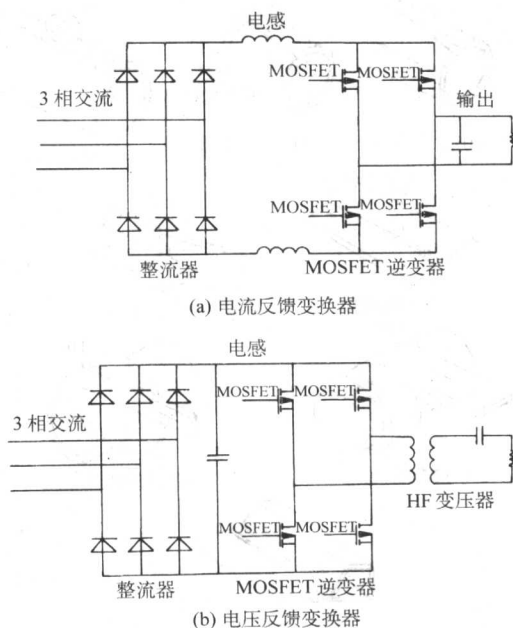 电感
MOSFET MOSFET
3 相交流
输出
MOSFET MOSFET
整流器
MOSFET 逆变器
(a) 电流反馈变换器
电感
MOSFET MOSFET
3 相交流
HF 变压器
MOSFET MOSFET
整流器
MOSFET 逆变器
(b) 电压反馈变换器